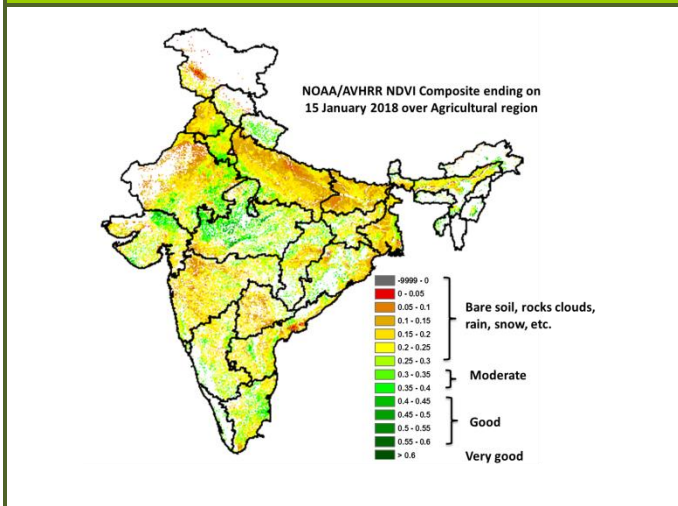 NOAA/AVHRR NDVI Composite ending on
15 January 2018 over Agricultural region
-9999 - 0
0 - 0.05
0.05 - 0.1
0.1 - 0.15
0.15 - 0.2
0.2 - 0.25
0.25 - 0.3
0.3 - 0.35
0.35 - 0.4
0.4 - 0.45
0.45 - 0.5
0.5 - 0.55
0.55 - 0.6
> 0.6
Bare soil, rocks clouds,
rain, snow, etc.
Moderate
Good
Very good